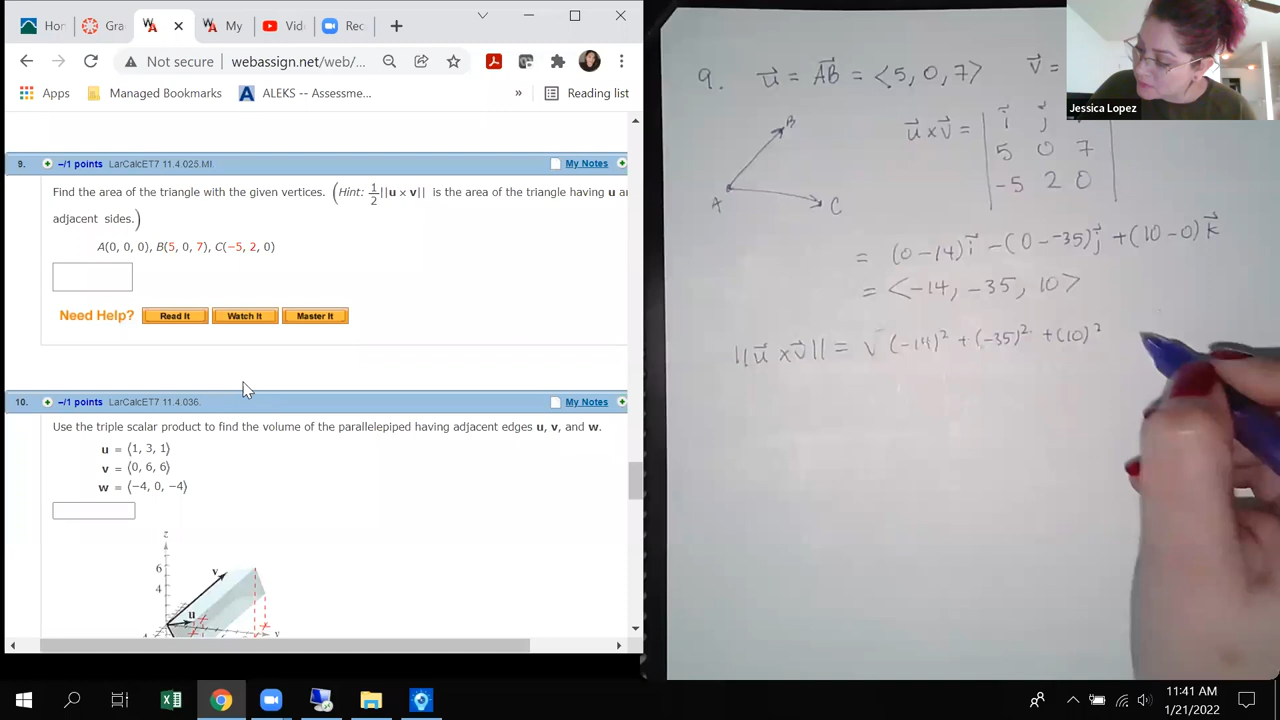 Hon
Gra
My
Vid
Rec
Not secure
webassign.net/web/...
Apps
Managed Bookmarks
ALEKS -- Assessme...
»
Reading list
9.
–/1 points
LarCalcET7 11.4.025.MI.
My Notes
Find the area of the triangle with the given vertices. (Hint: 1/2||u × v|| is the area of the triangle having u an
adjacent sides.)
A(0, 0, 0), B(5, 0, 7), C(−5, 2, 0)
Need Help?
Read It
Watch It
Master It
10.
–/1 points
LarCalcET7 11.4.036.
My Notes
Use the triple scalar product to find the volume of the parallelepiped having adjacent edges u, v, and w.
u = ⟨1, 3, 1⟩
v = ⟨0, 6, 6⟩
w = ⟨−4, 0, −4⟩
z
6
4
v
u
y
9. u⃗ = AB⃗ = <5, 0, 7> v⃗ =
B
A
C
u⃗ x v⃗ = | i⃗ j⃗
5 0 7
-5 2 0 |
= (0-14)i⃗ -(0--35)j⃗ +(10-0)k⃗
= <-14, -35, 10>
||u⃗ x v⃗|| = √(-14)² + (-35)² + (10)²
Jessica Lopez
11:41 AM
1/21/2022